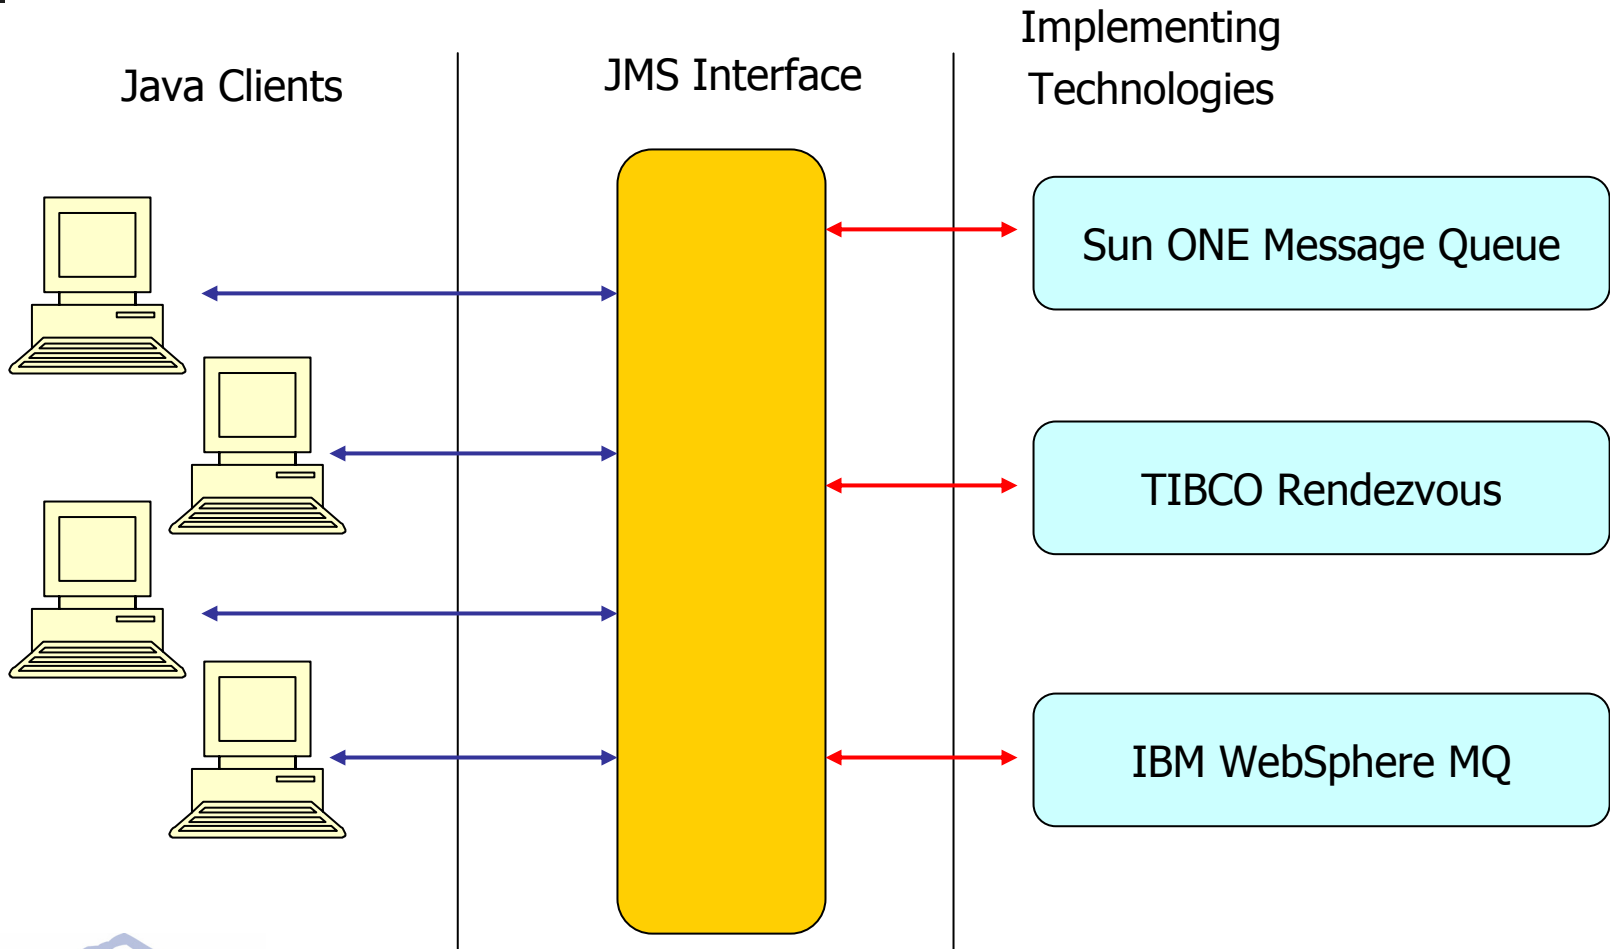 Java Clients
JMS Interface
Implementing
Technologies
Sun ONE Message Queue
TIBCO Rendezvous
IBM WebSphere MQ